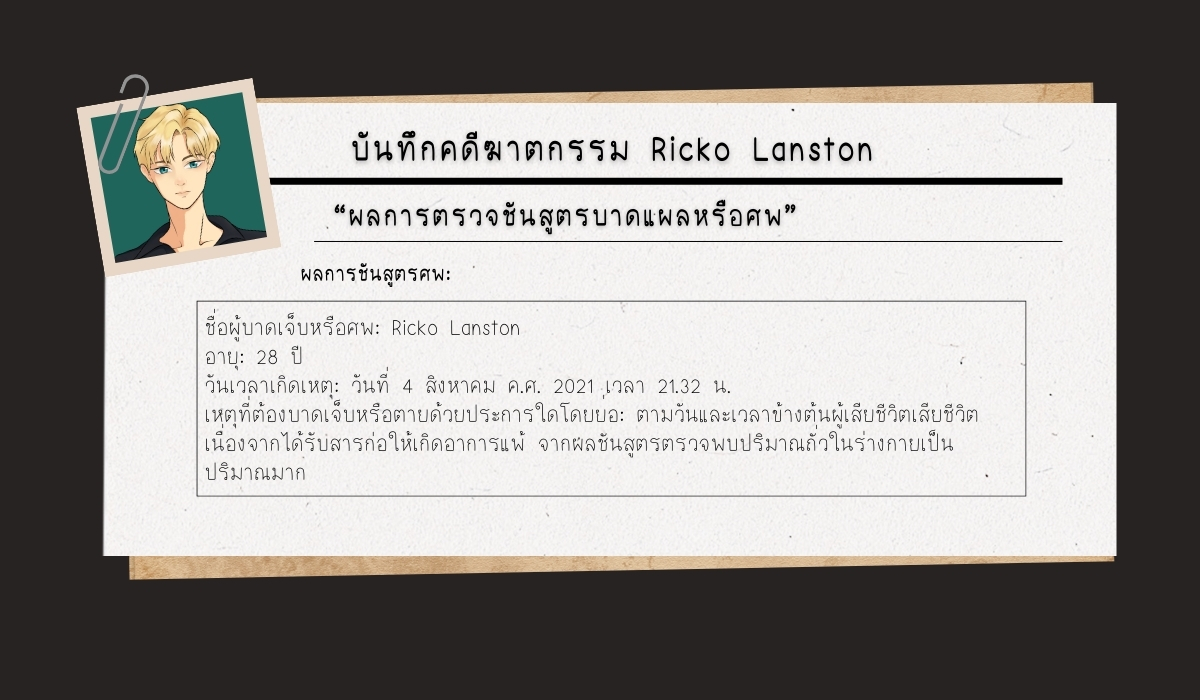 บันทึกคดีฆาตกรรม Ricko Lanston
“ผลการตรวจชันสูตรบาดแผลหรือศพ”
ผลการชันสูตรศพ:
ชื่อผู้บาดเจ็บหรือศพ: Ricko Lanston
อายุ: 28 ปี
วันเวลาเกิดเหตุ: วันที่ 4 สิงหาคม ค.ศ. 2021 เวลา 21.32 น.
เหตุที่ต้องบาดเจ็บหรือตายด้วยประการใดโดยย่อ: ตามวันและเวลาข้างต้นผู้เสียชีวิตเสียชีวิต
เนื่องจากได้รับสารก่อให้เกิดอาการแพ้ จากผลชันสูตรตรวจพบปริมาณถั่วในร่างกายเป็น
ปริมาณมาก